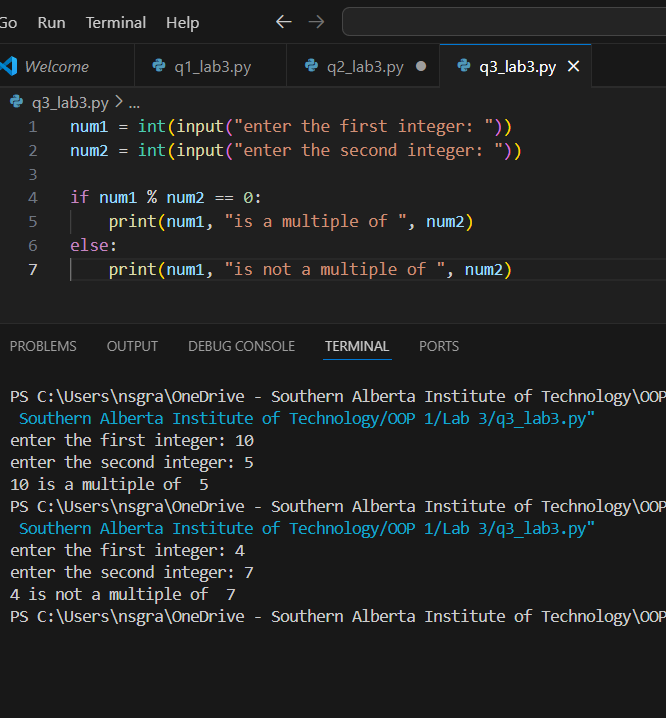 Go Run Terminal Help
Welcome q1_lab3.py q2_lab3.py q3_lab3.py
q3_lab3.py > ...
1 num1 = int(input("enter the first integer: "))
2 num2 = int(input("enter the second integer: "))
3
4 if num1 % num2 == 0:
5     print(num1, "is a multiple of ", num2)
6 else:
7     print(num1, "is not a multiple of ", num2)
PROBLEMS OUTPUT DEBUG CONSOLE TERMINAL PORTS
PS C:\Users\nsgra\OneDrive - Southern Alberta Institute of Technology\OOP
 Southern Alberta Institute of Technology/OOP 1/Lab 3/q3_lab3.py"
enter the first integer: 10
enter the second integer: 5
10 is a multiple of  5
PS C:\Users\nsgra\OneDrive - Southern Alberta Institute of Technology\OOP
 Southern Alberta Institute of Technology/OOP 1/Lab 3/q3_lab3.py"
enter the first integer: 4
enter the second integer: 7
4 is not a multiple of  7
PS C:\Users\nsgra\OneDrive - Southern Alberta Institute of Technology\OOP